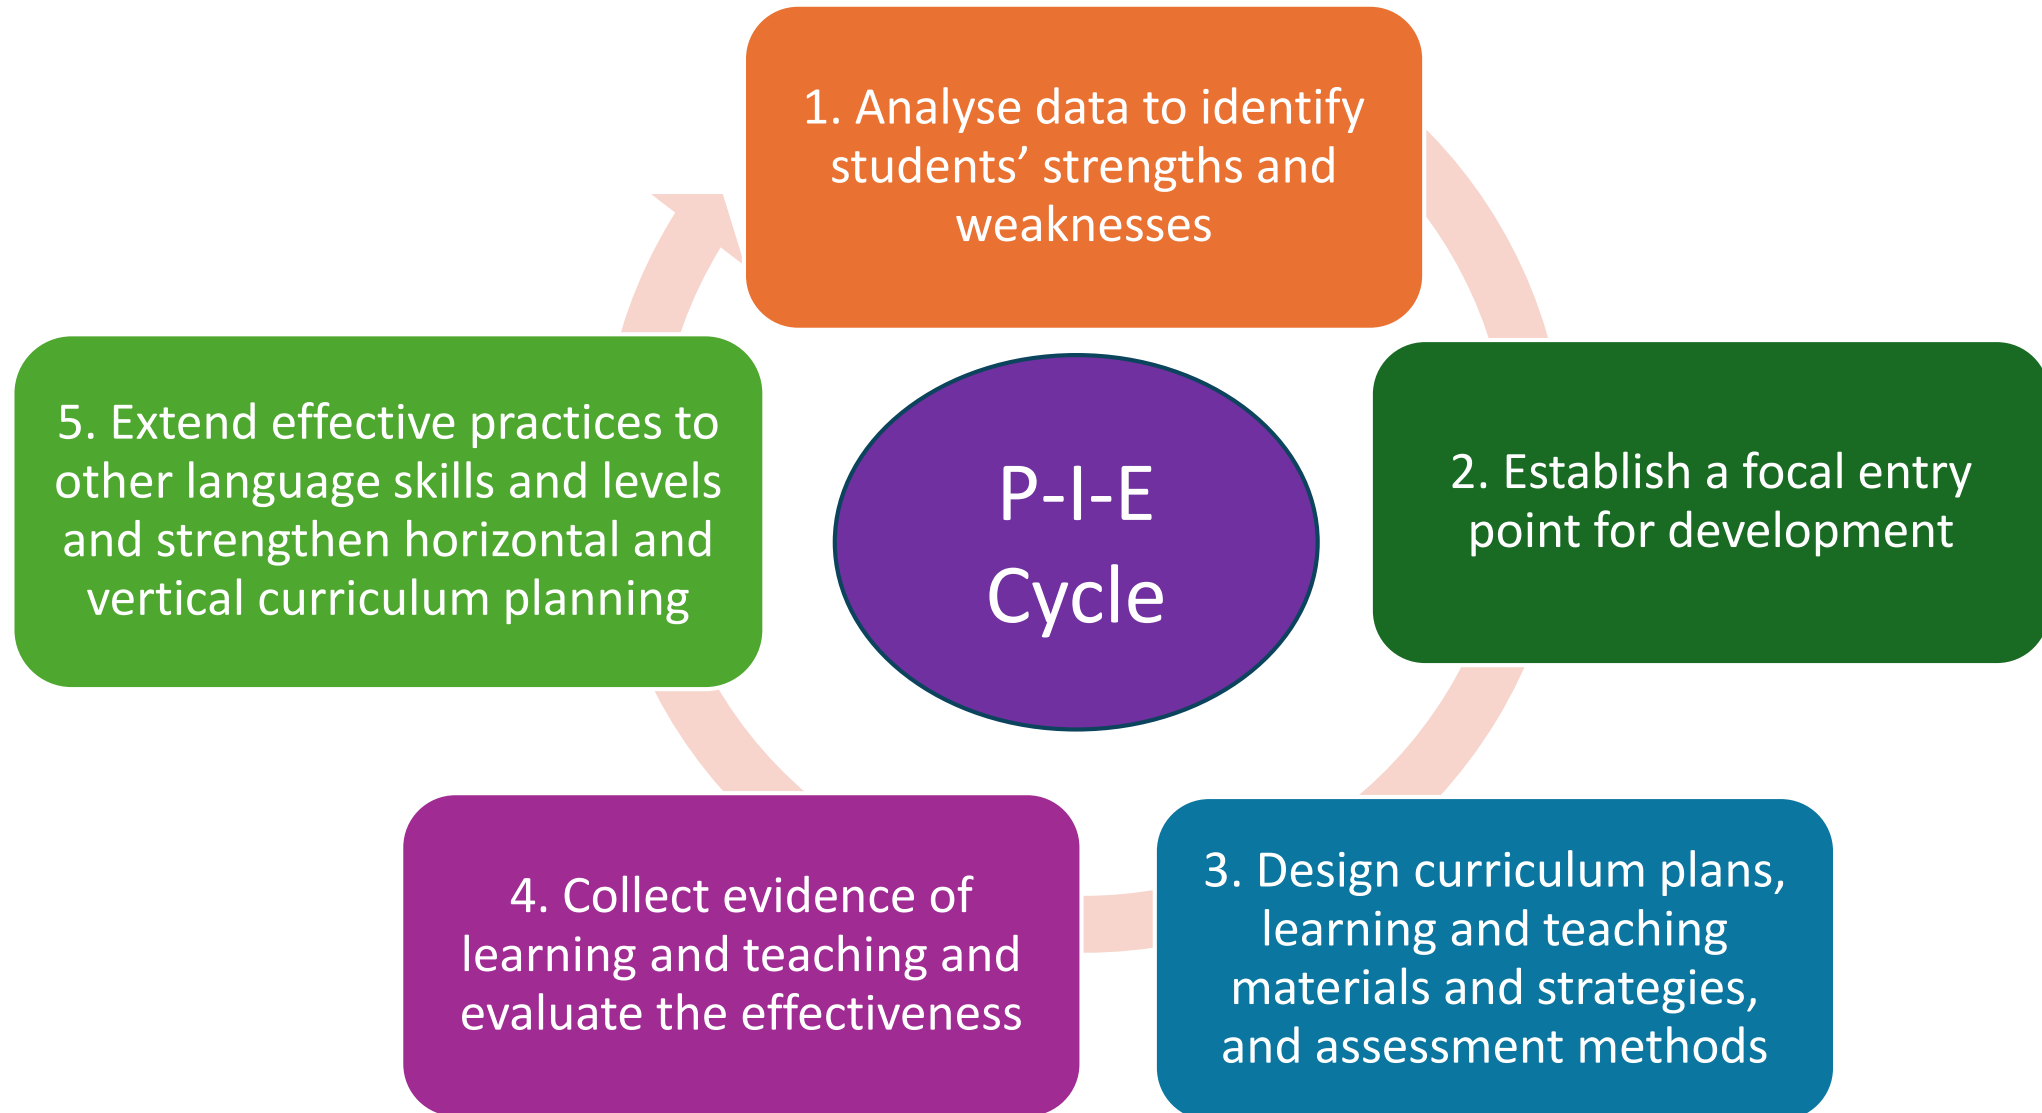 1. Analyse data to identify
students’ strengths and
weaknesses
2. Establish a focal entry
point for development
3. Design curriculum plans,
learning and teaching
materials and strategies,
and assessment methods
4. Collect evidence of
learning and teaching and
evaluate the effectiveness
5. Extend effective practices to
other language skills and levels
and strengthen horizontal and
vertical curriculum planning
P-I-E
Cycle